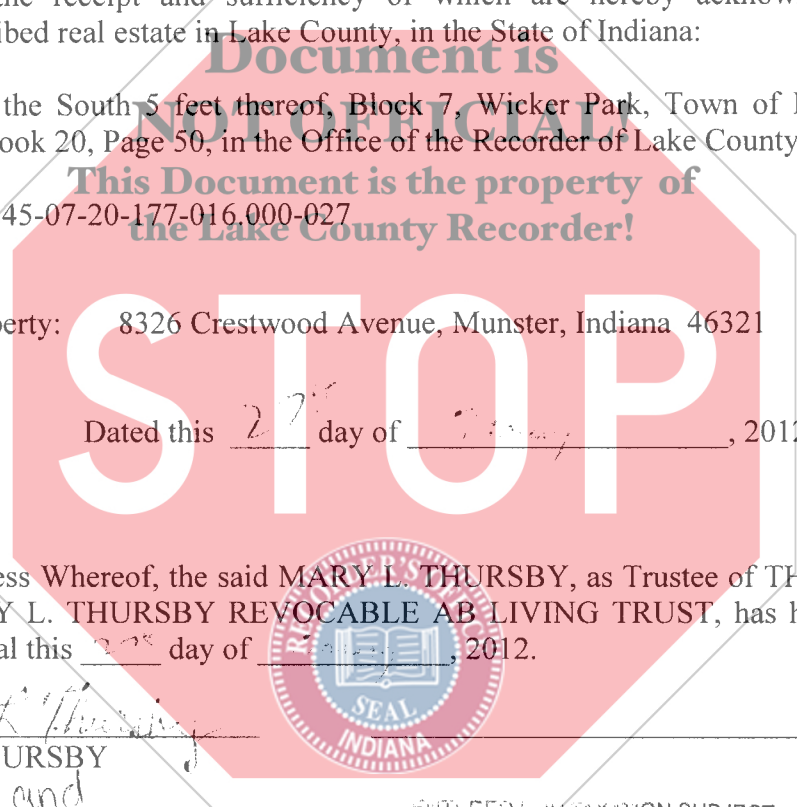 the receipt and sufficiency of which are hereby acknow
ibed real estate in Lake County, in the State of Indiana:
Document is
the South 5 feet thereof, Block 7, Wicker Park, Town of
NOT OFFICIAL!
ook 20, Page 50, in the Office of the Recorder of Lake County
This Document is the property of
45-07-20-177-016.000-027
the Lake County Recorder!
perty: 8326 Crestwood Avenue, Munster, Indiana 46321
STOP
Dated this day of , 2012
RECORDER'S OFFICE
ess Whereof, the said MARY L. THURSBY, as Trustee of TH
Y L. THURSBY REVOCABLE AB LIVING TRUST, has h
al this day of , 2012.
SEAL
INDIANA
Thursby
URSBY
and